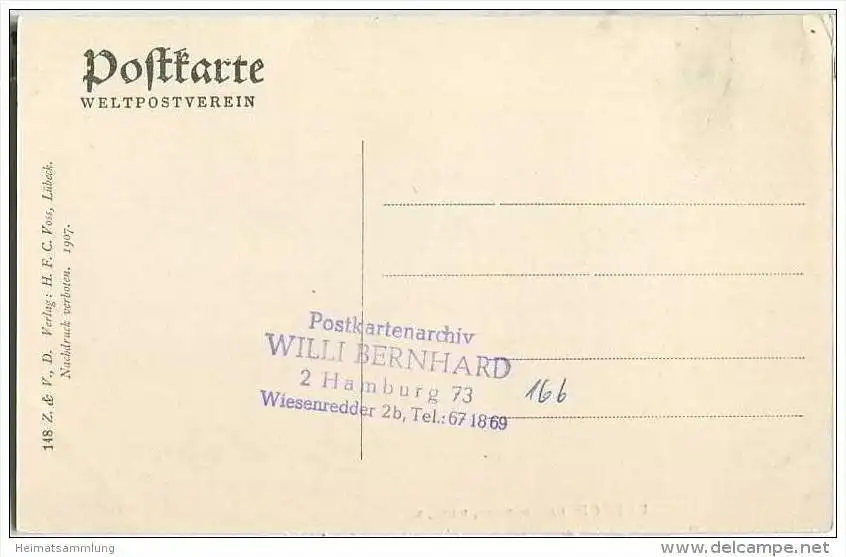 Postkarte
WELTPOSTVEREIN
148 Z. & V., D. Verlag: H. F. C. Voss, Lübeck.
Nachdruck verboten. 1907.
Postkartenarchiv
WILLI BERNHARD
2 Hamburg 73
Wiesenredder 2b, Tel.: 67 18 69
166
Heimatsammlung
delcampe.net